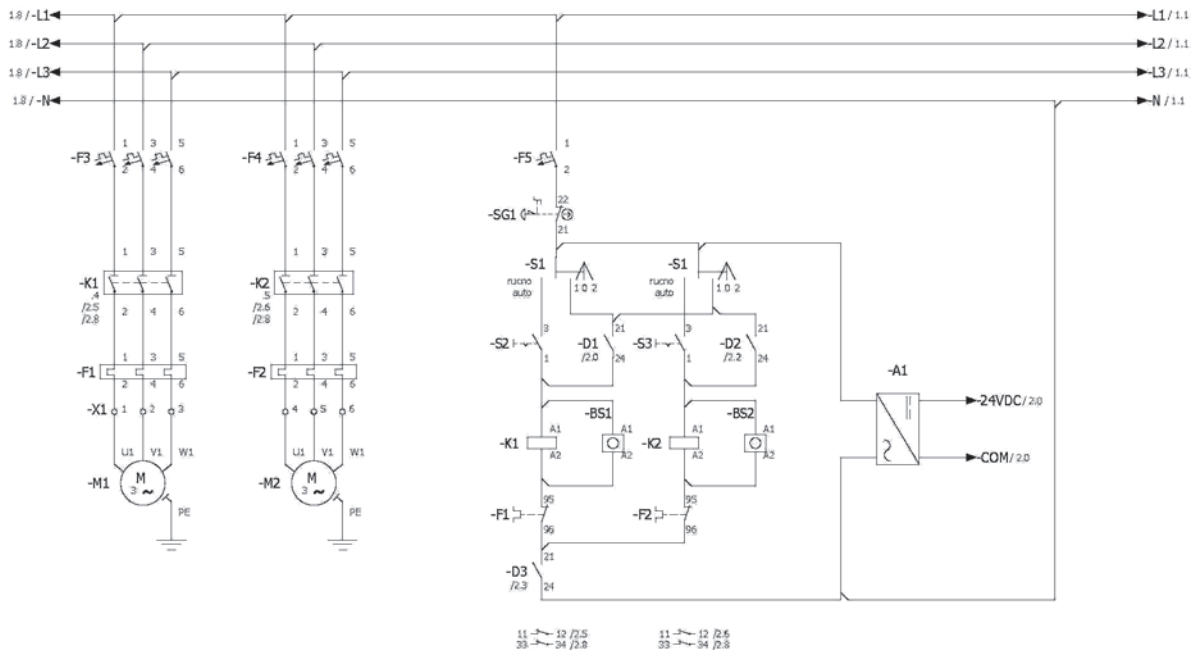 1.8 / -L1 -L1 / 1.1
1.8 / -L2 -L2 / 1.1
1.8 / -L3 -L3 / 1.1
1.8 / -N -N / 1.1
1 3 5 1 3 5 1
-F3 -F4 -F5
2 4 6 2 4 6 2
22
-SG1
21
1 3 5 1 3 5
-S1 -S1
-K1 -K2
rucno 1 0 2 rucno 1 0 2
auto auto
.4 .5
/2.5 /2.6
/2.8 /2.8
2 4 6 2 4 6
3 21 3 21
-S2 -D1 -S3 -D2
/2.0 /2.2
1 24 1 24
1 3 5 1 3 5
-F1 -F2
2 4 6 2 4 6
-A1
-X1 1 2 3 4 5 6
-24VDC / 2.0
-BS1 -BS2
A1 A1 A1 A1
-K1 -K2
A2 A2 A2 A2
U1 V1 W1 U1 V1 W1
-COM / 2.0
-M1 M 3 ~ -M2 M 3 ~
PE PE
95 95
-F1 -F2
96 96
21
-D3
/2.3
24
11 12 /2.5 11 12 /2.6
33 34 /2.8 33 34 /2.8